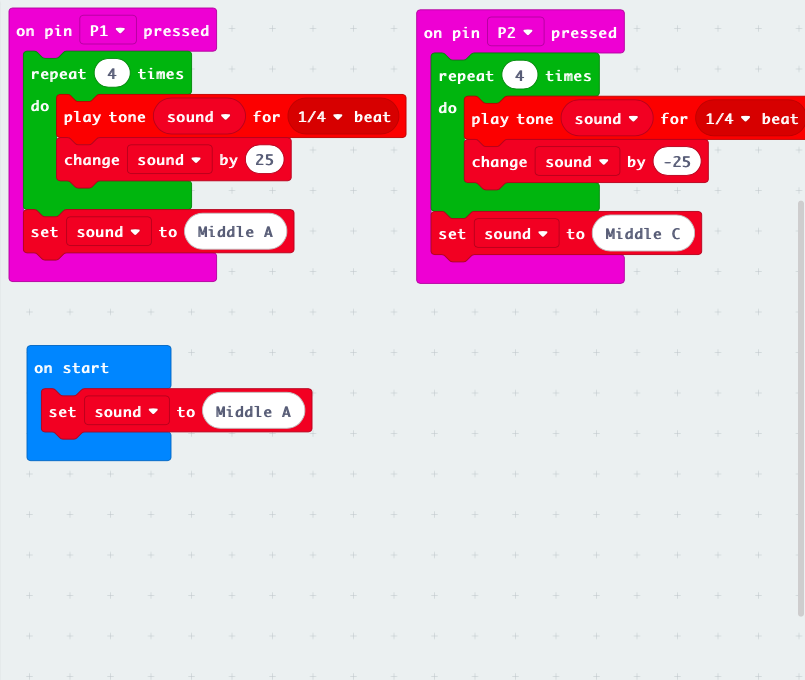 on pin P1 pressed
repeat 4 times
do
play tone sound for 1/4 beat
change sound by 25
set sound to Middle A
on pin P2 pressed
repeat 4 times
do
play tone sound for 1/4 beat
change sound by -25
set sound to Middle C
on start
set sound to Middle A